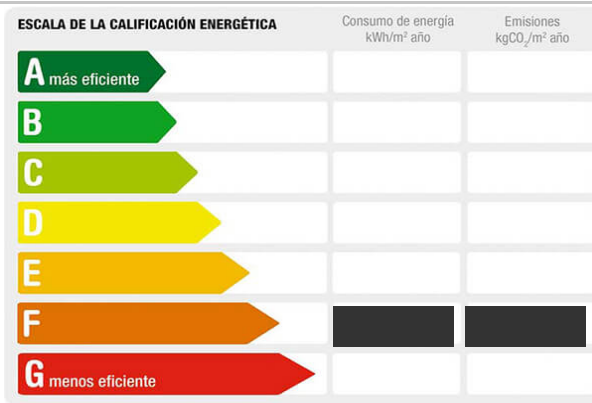 ESCALA DE LA CALIFICACIÓN ENERGÉTICA
Consumo de energía
kWh/m² año
Emisiones
kgCO₂/m² año
A más eficiente
B
C
D
E
F
G menos eficiente